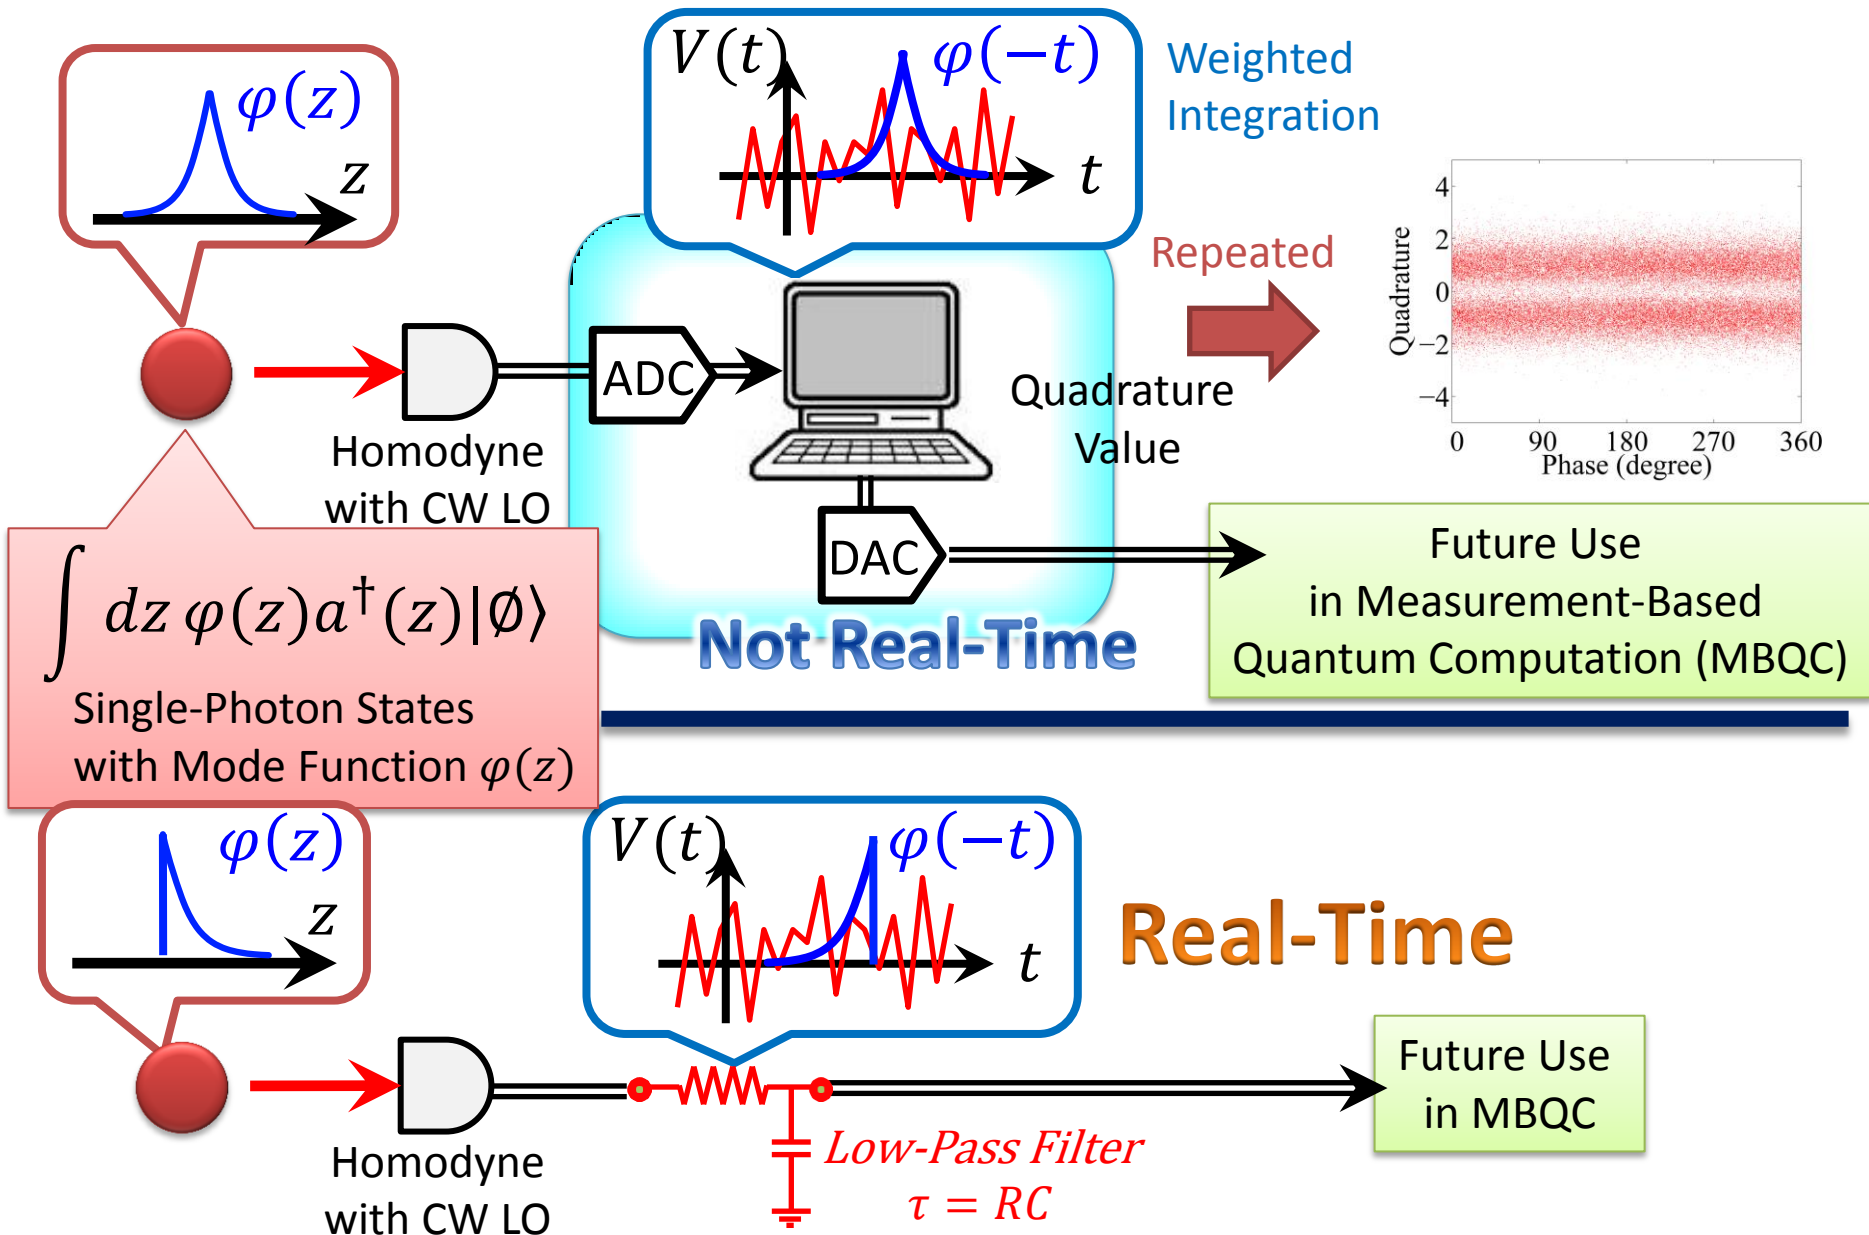 φ(z)
z
V(t)
φ(−t)
t
Weighted
Integration
Repeated
Quadrature
4
2
0
−2
−4
0 90 180 270 360
Phase (degree)
ADC
Quadrature
Value
Homodyne
with CW LO
DAC
Not Real-Time
Future Use
in Measurement-Based
Quantum Computation (MBQC)
∫ dz φ(z)a†(z)|∅⟩
Single-Photon States
with Mode Function φ(z)
φ(z)
z
V(t)
φ(−t)
t
Real-Time
Homodyne
with CW LO
Low-Pass Filter
τ = RC
Future Use
in MBQC